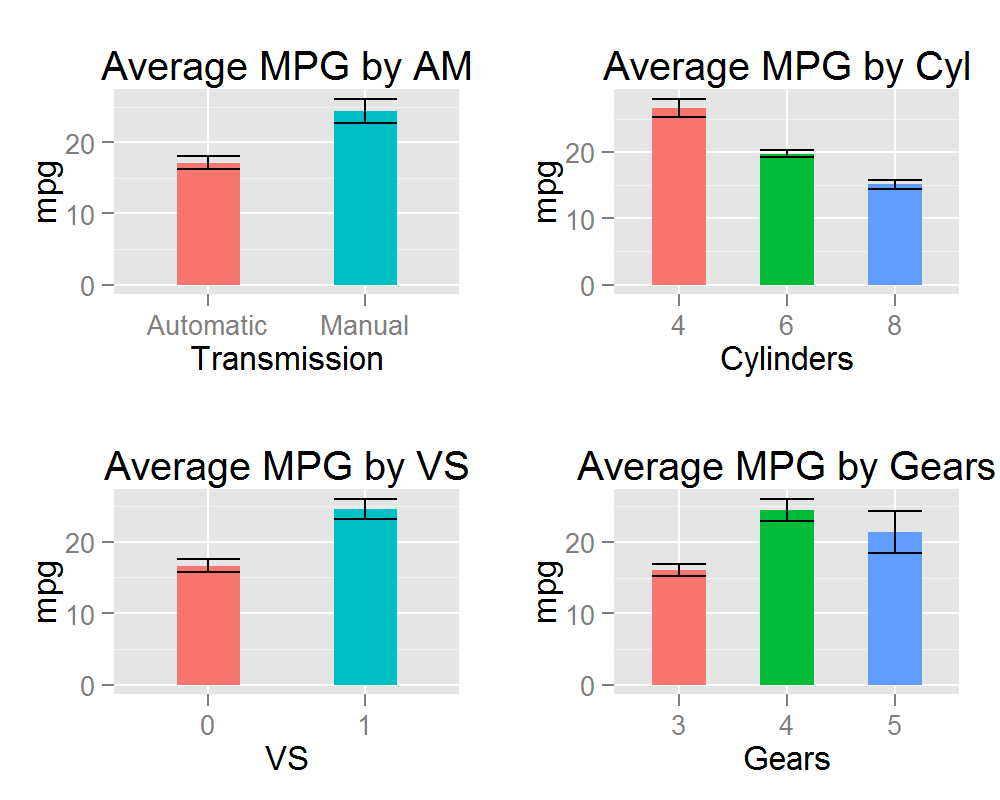 Average MPG by AM
mpg
20
10
0
Automatic Manual
Transmission
Average MPG by Cyl
mpg
20
10
0
4 6 8
Cylinders
Average MPG by VS
mpg
20
10
0
0 1
VS
Average MPG by Gears
mpg
20
10
0
3 4 5
Gears